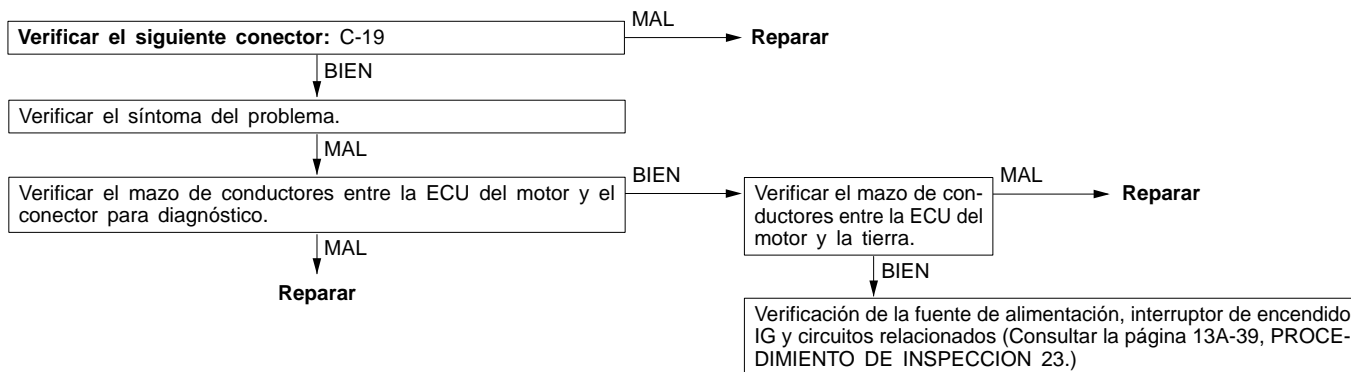 Verificar el siguiente conector: C-19
MAL
Reparar
BIEN
Verificar el síntoma del problema.
MAL
Verificar el mazo de conductores entre la ECU del motor y el
conector para diagnóstico.
BIEN
Verificar el mazo de con-
ductores entre la ECU del
motor y la tierra.
MAL
Reparar
MAL
Reparar
BIEN
Verificación de la fuente de alimentación, interruptor de encendido
IG y circuitos relacionados (Consultar la página 13A-39, PROCE-
DIMIENTO DE INSPECCION 23.)